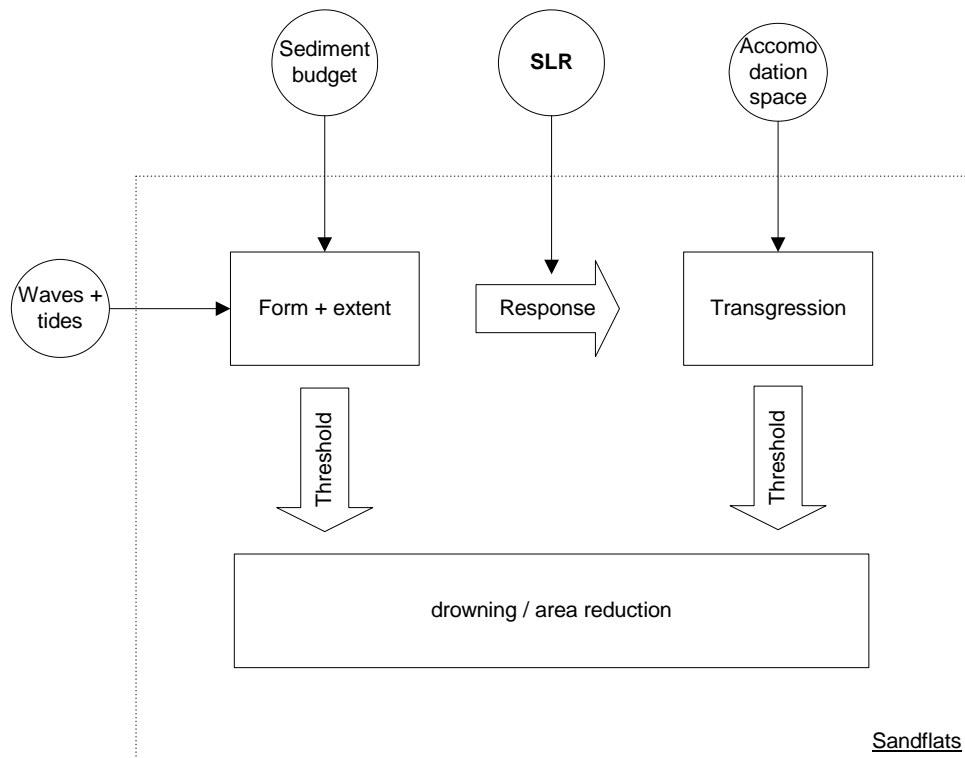 Sediment
budget
SLR
Accomo
dation
space
Waves +
tides
Form + extent
Response
Transgression
Threshold
Threshold
drowning / area reduction
Sandflats